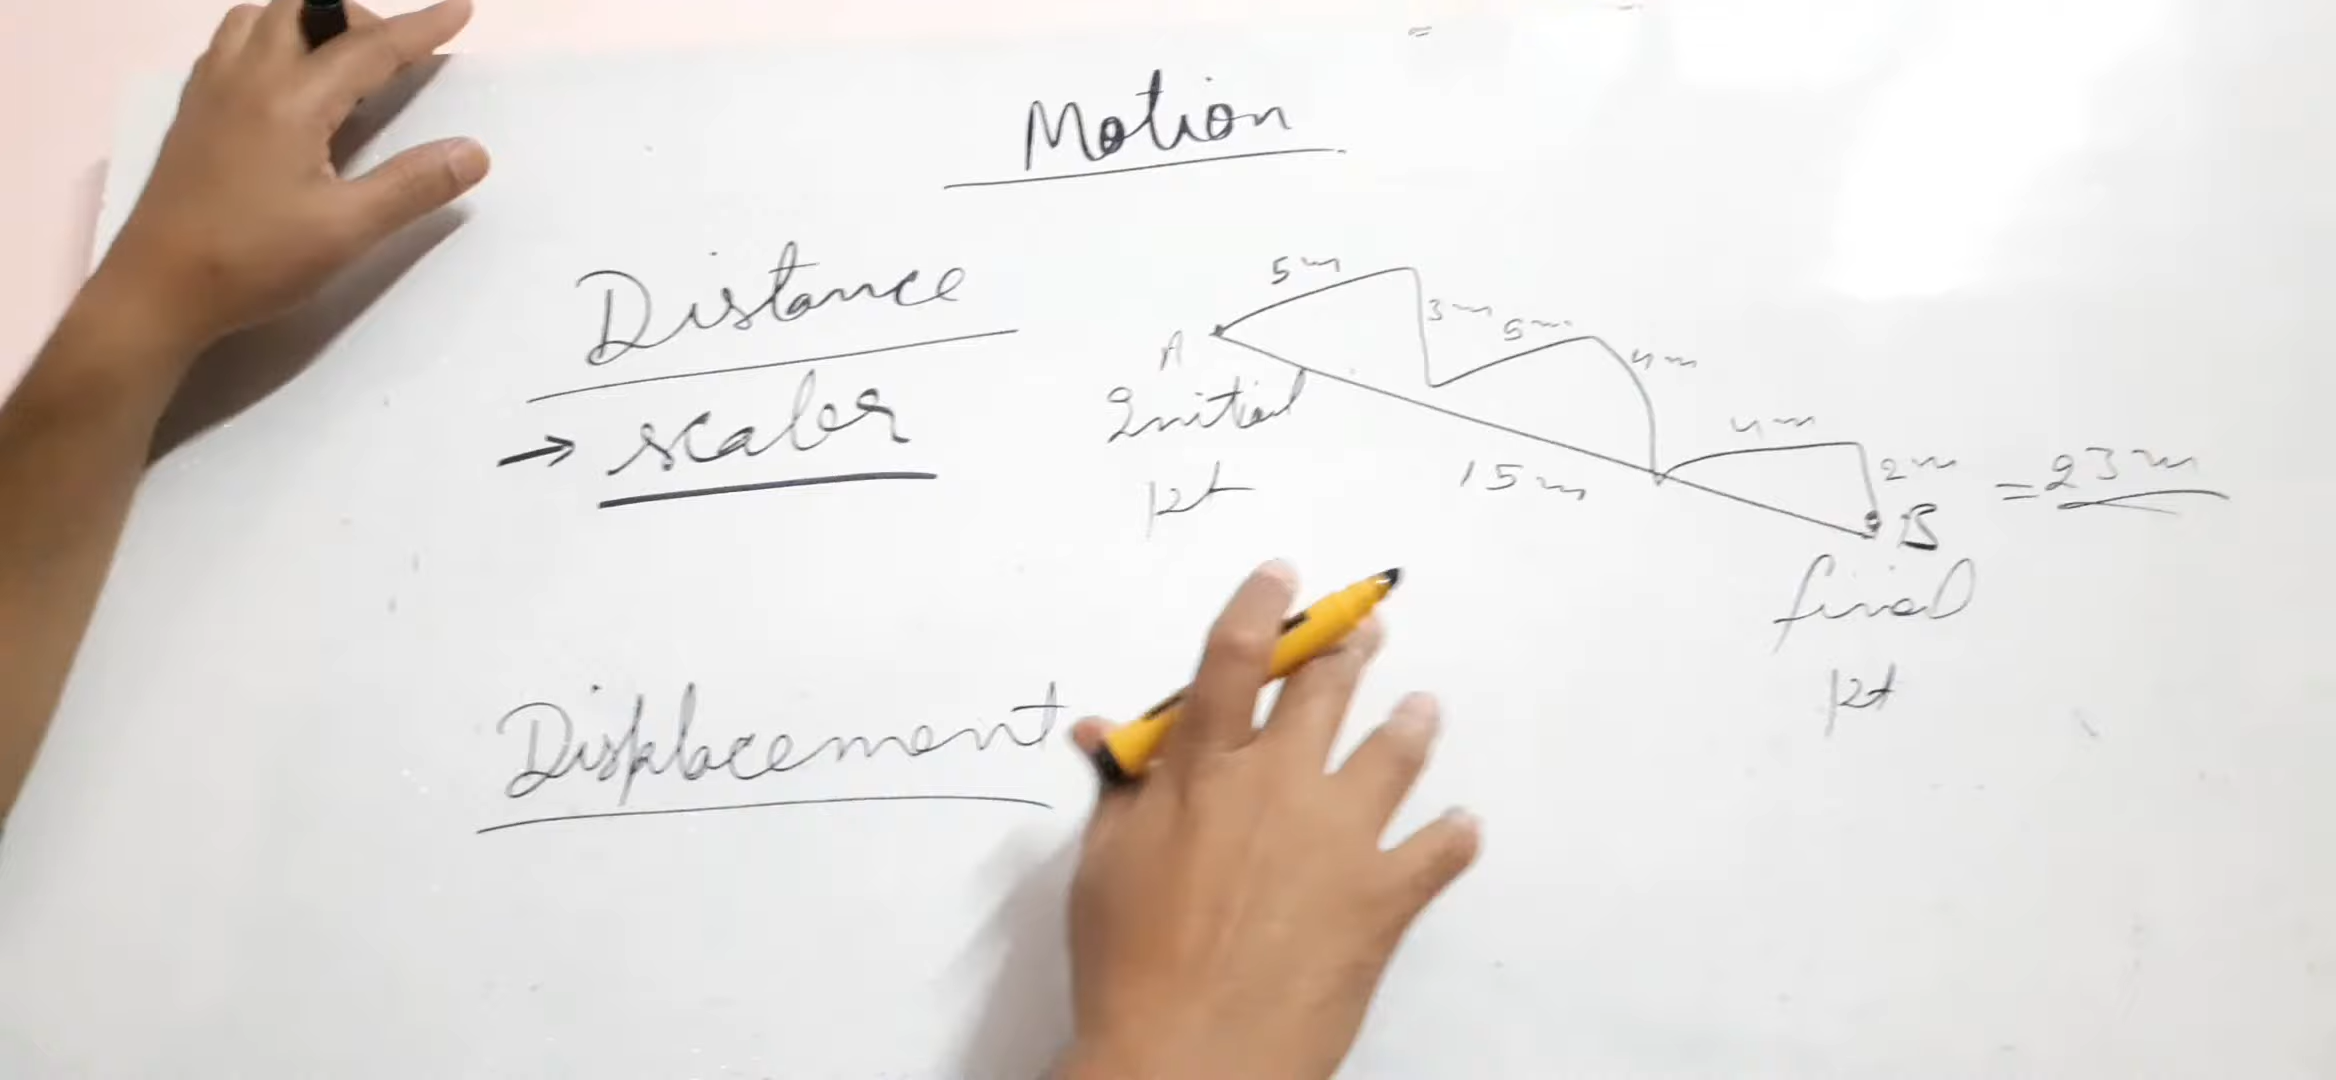 Motion
Distance
→ scaler
5m
3m
5m
4m
4m
2m
= 23m
A
Initial
pt
15m
B
final
pt
Displacement